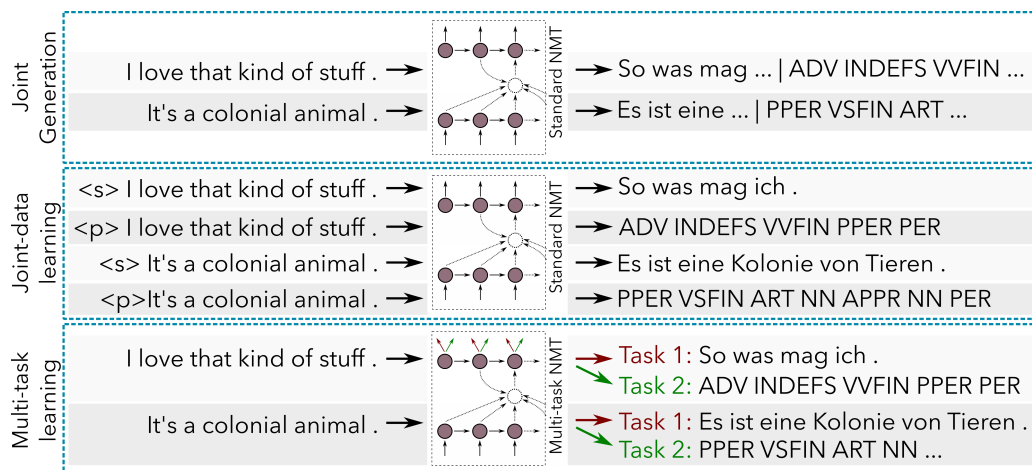 Joint
Generation
I love that kind of stuff .
Standard NMT
So was mag ... | ADV INDEFS VVFIN ...
It's a colonial animal .
Es ist eine ... | PPER VSFIN ART ...
Joint-data
learning
<s> I love that kind of stuff .
Standard NMT
So was mag ich .
<p> I love that kind of stuff .
ADV INDEFS VVFIN PPER PER
<s> It's a colonial animal .
Es ist eine Kolonie von Tieren .
<p>It's a colonial animal .
PPER VSFIN ART NN APPR NN PER
Multi-task
learning
I love that kind of stuff .
Multi-task NMT
Task 1: So was mag ich .
Task 2: ADV INDEFS VVFIN PPER PER
It's a colonial animal .
Task 1: Es ist eine Kolonie von Tieren .
Task 2: PPER VSFIN ART NN ...